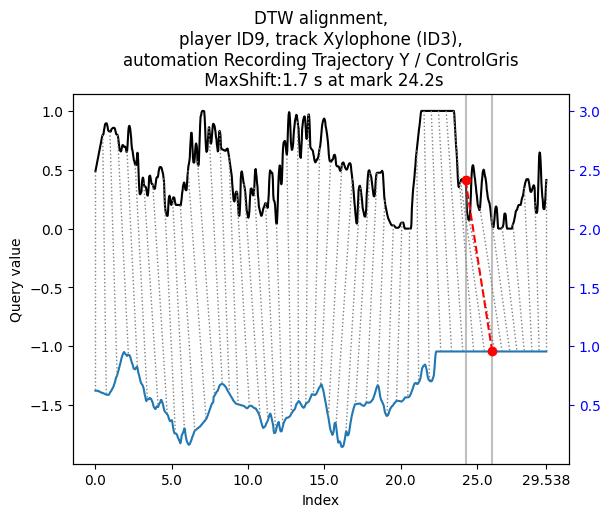 DTW alignment,
player ID9, track Xylophone (ID3),
automation Recording Trajectory Y / ControlGris
MaxShift:1.7 s at mark 24.2s
1.0
0.5
0.0
−0.5
−1.0
−1.5
Query value
3.0
2.5
2.0
1.5
1.0
0.5
0.0 5.0 10.0 15.0 20.0 25.0 29.538
Index